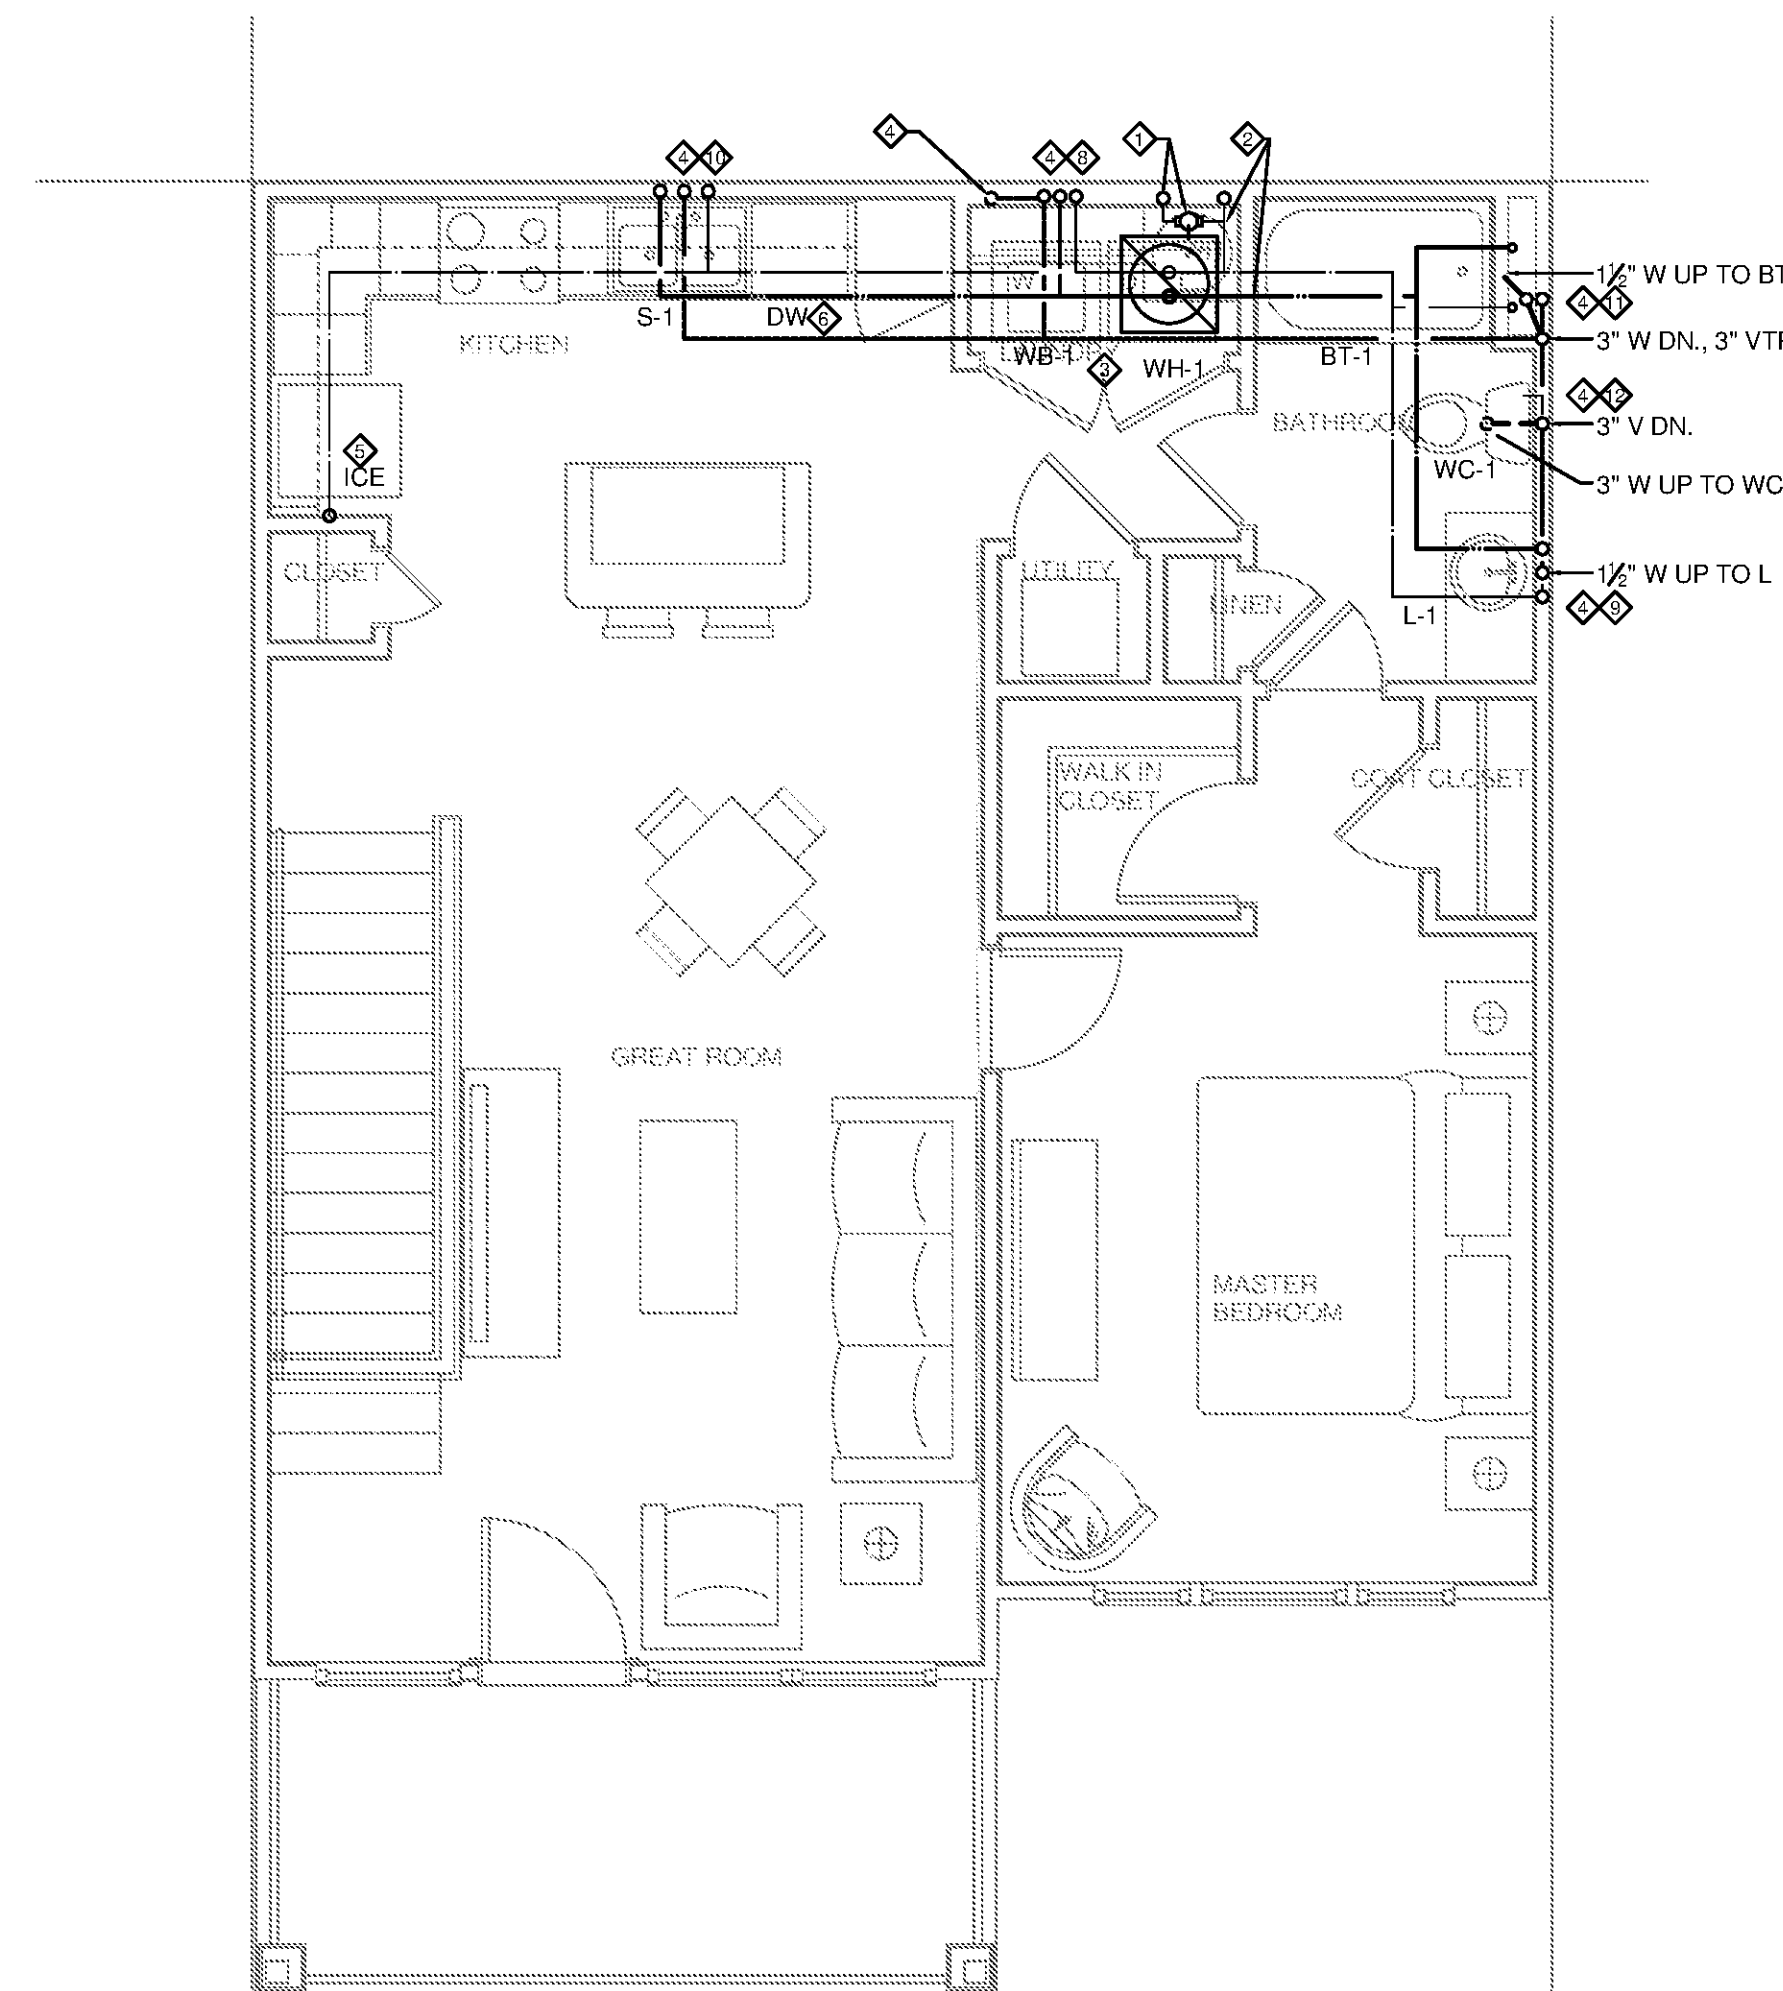 4
1
2
4 10
4 8
1½" W UP TO BT
4 11
S-1
DW 6
KITCHEN
3" W DN., 3" VTR
WB-1
3
WH-1
BT-1
4 12
BATHROOM
3" V DN.
5
ICE
WC-1
3" W UP TO WC
CLOSET
UTILITY
1½" W UP TO L
LINEN
4 9
L-1
WALK IN
CLOSET
COAT CLOSET
GREAT ROOM
MASTER
BEDROOM